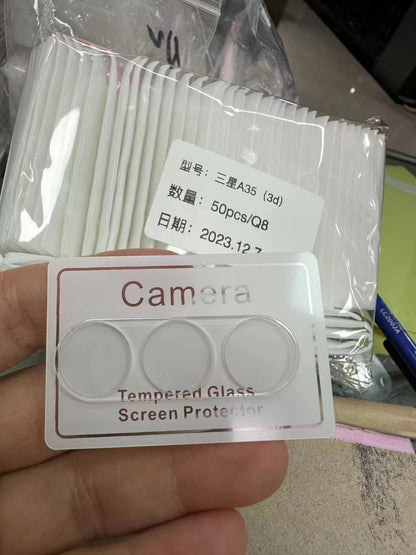 型号：三星A35（3d）
数量：50pcs/Q8
日期：2023.12.7
Camera
Tempered Glass
Screen Protector